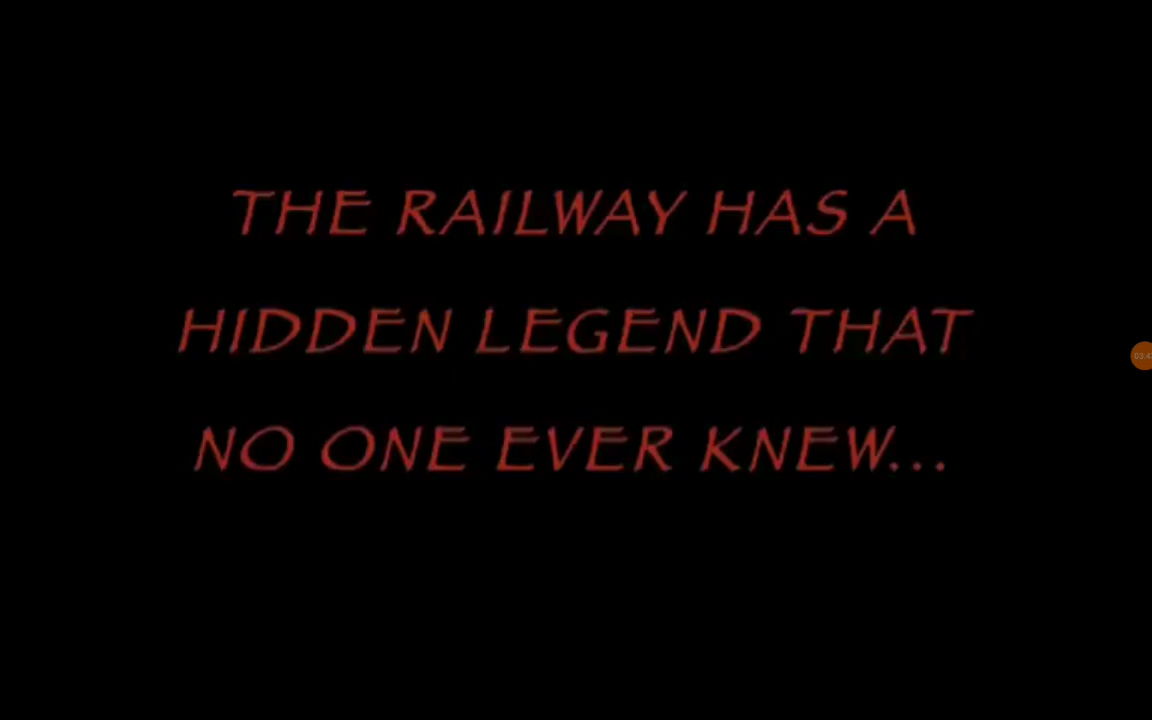 THE RAILWAY HAS A
HIDDEN LEGEND THAT
NO ONE EVER KNEW...